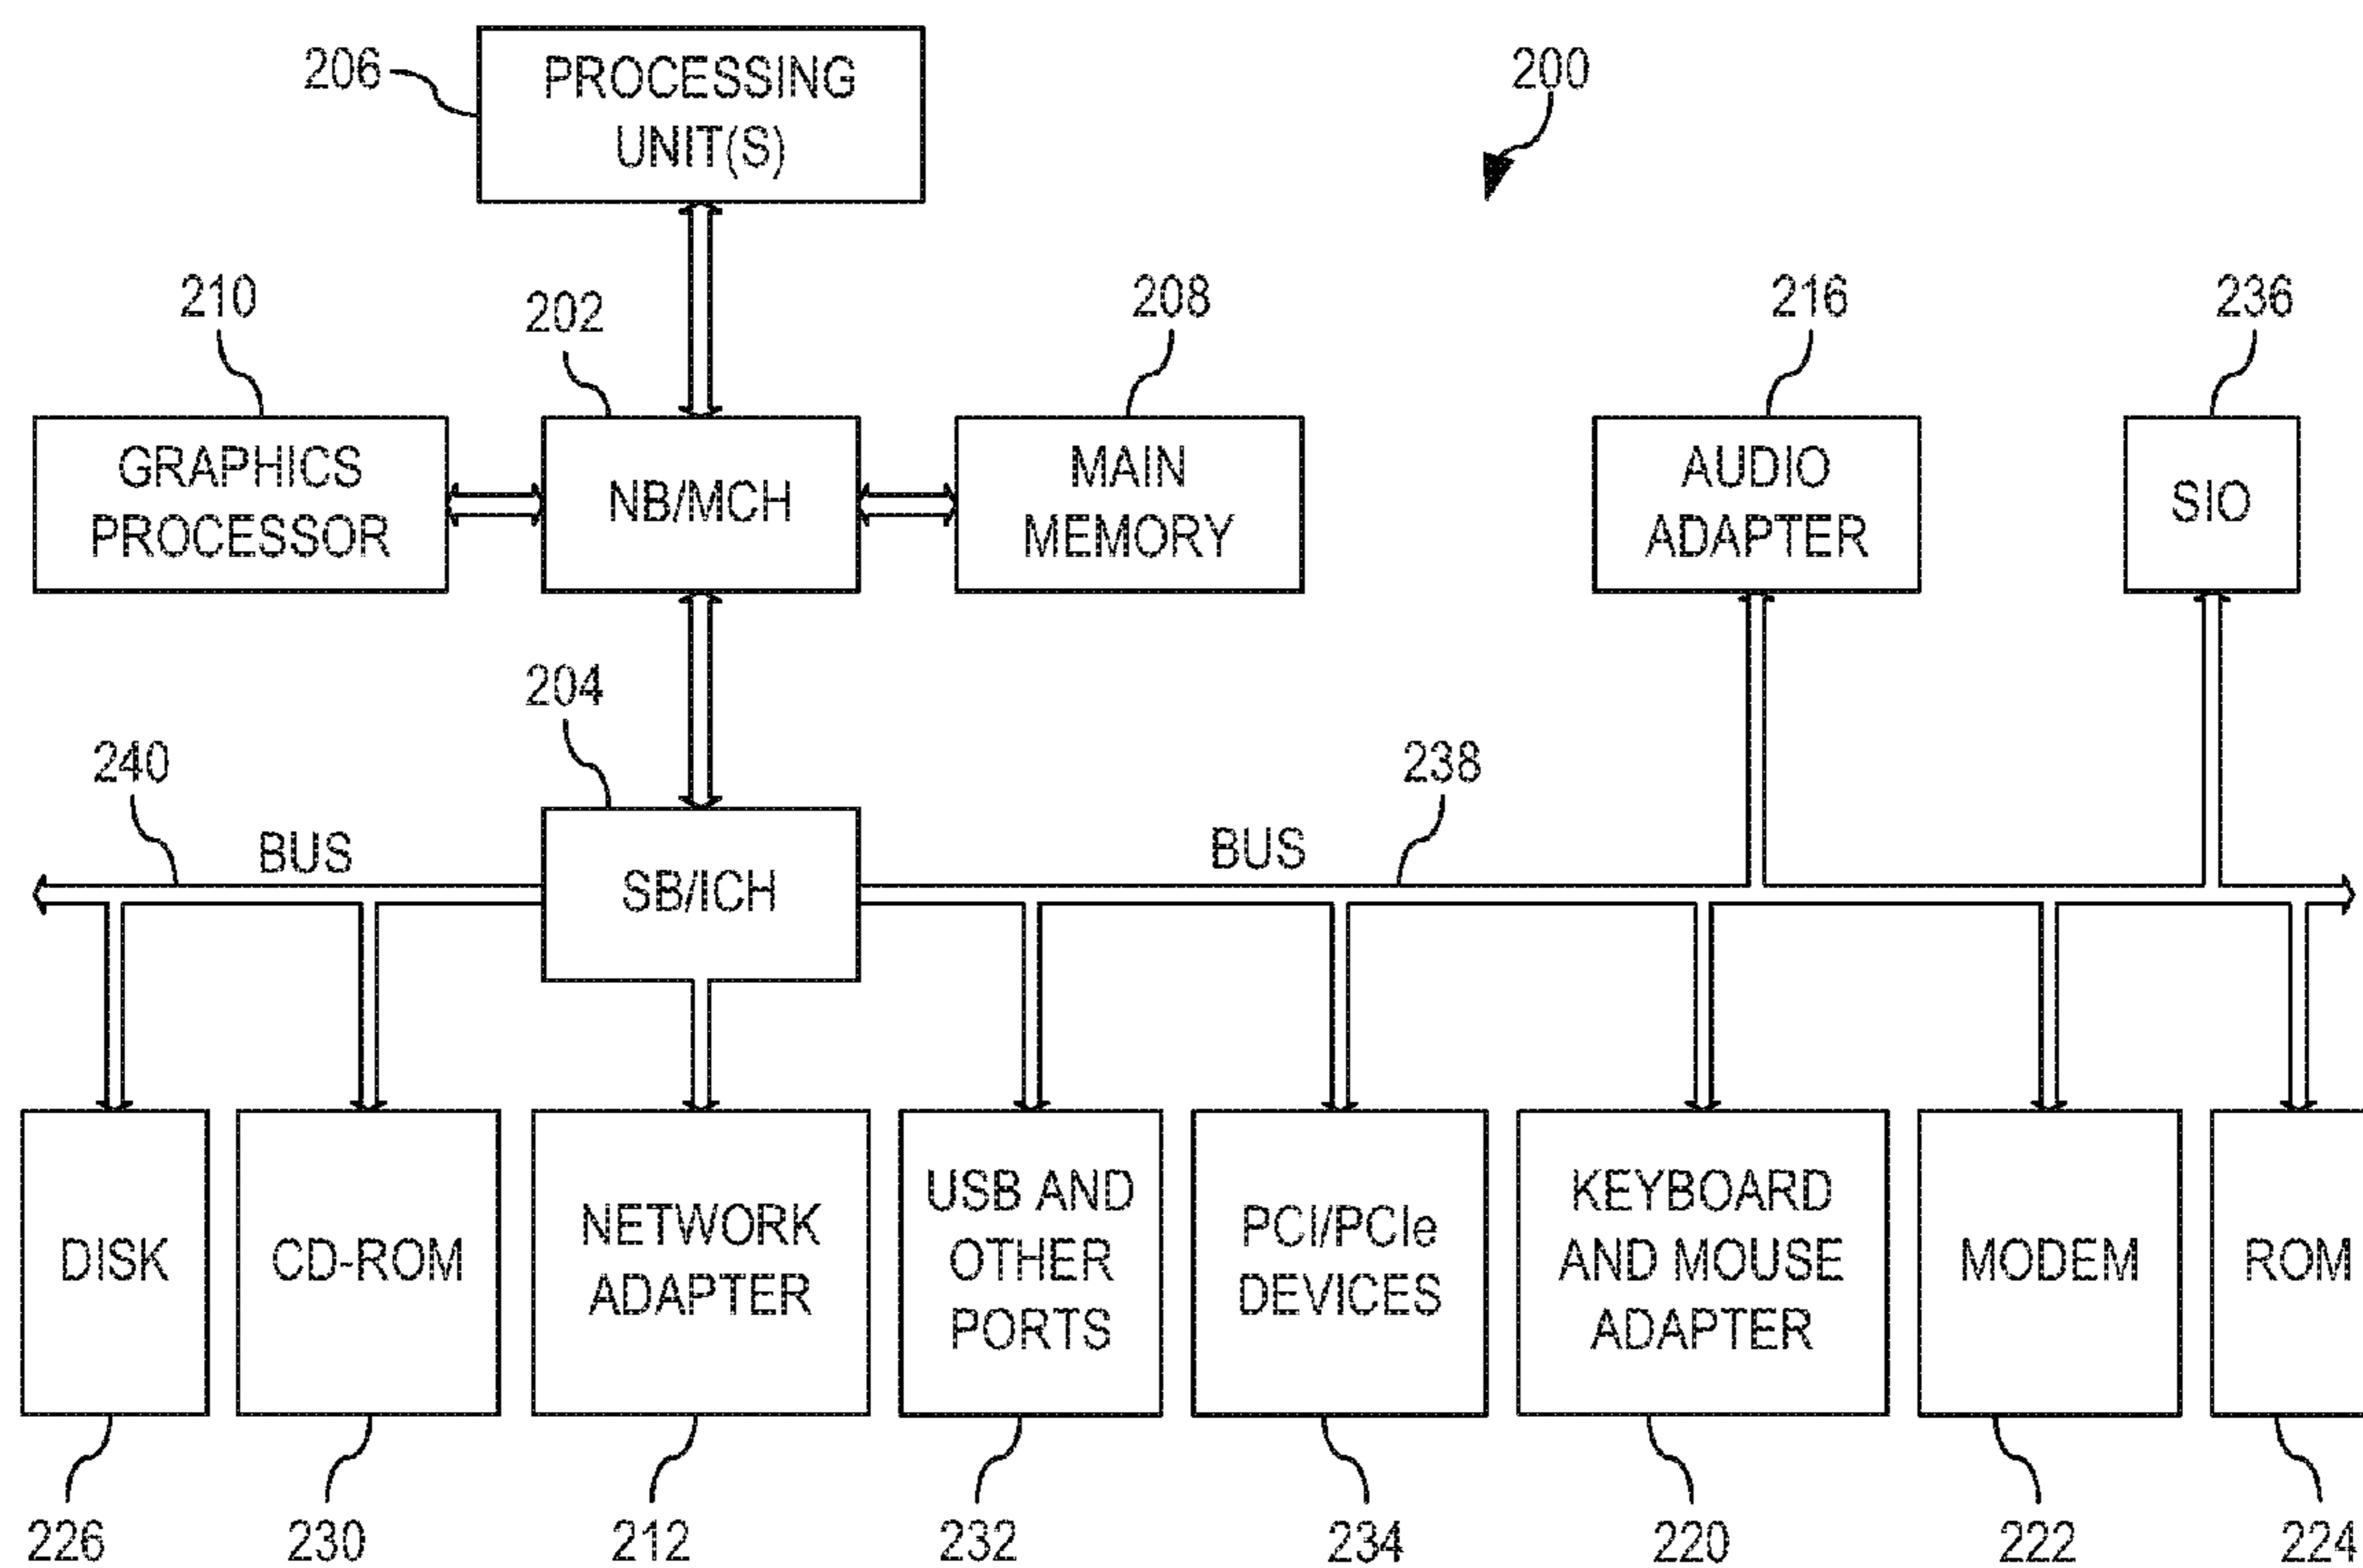 206
PROCESSING
UNIT(S)
200
210
202
208
216
236
GRAPHICS
PROCESSOR
NB/MCH
MAIN
MEMORY
AUDIO
ADAPTER
SIO
204
240
238
BUS
SB/ICH
BUS
DISK
CD-ROM
NETWORK
ADAPTER
USB AND
OTHER
PORTS
PCI/PCIe
DEVICES
KEYBOARD
AND MOUSE
ADAPTER
MODEM
ROM
226
230
212
232
234
220
222
224